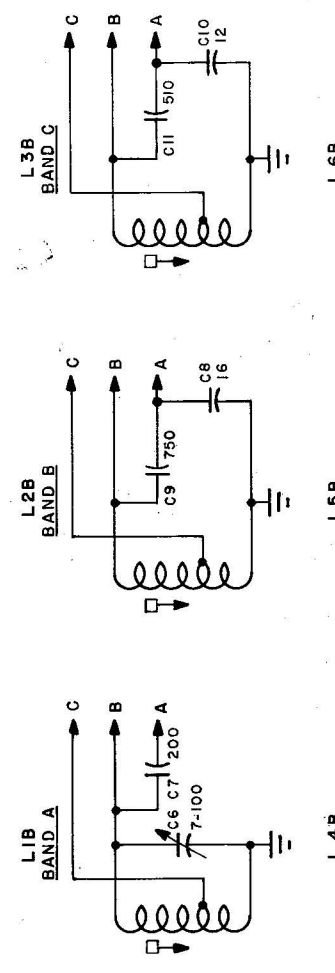 L1B
BAND A
C
B
A
C6
7-100
C7
200
L4B
L2B
BAND B
C
B
A
C9
750
C8
16
L5B
L3B
BAND C
C
B
A
C11
510
C10
12
L6B